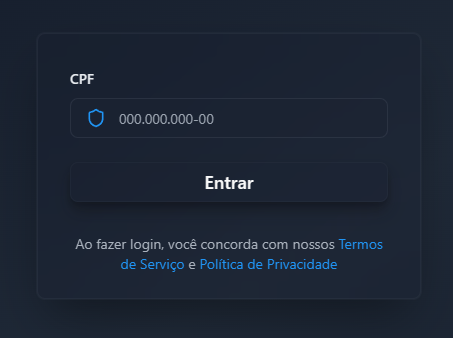 CPF
000.000.000-00
Entrar
Ao fazer login, você concorda com nossos Termos
de Serviço e Política de Privacidade